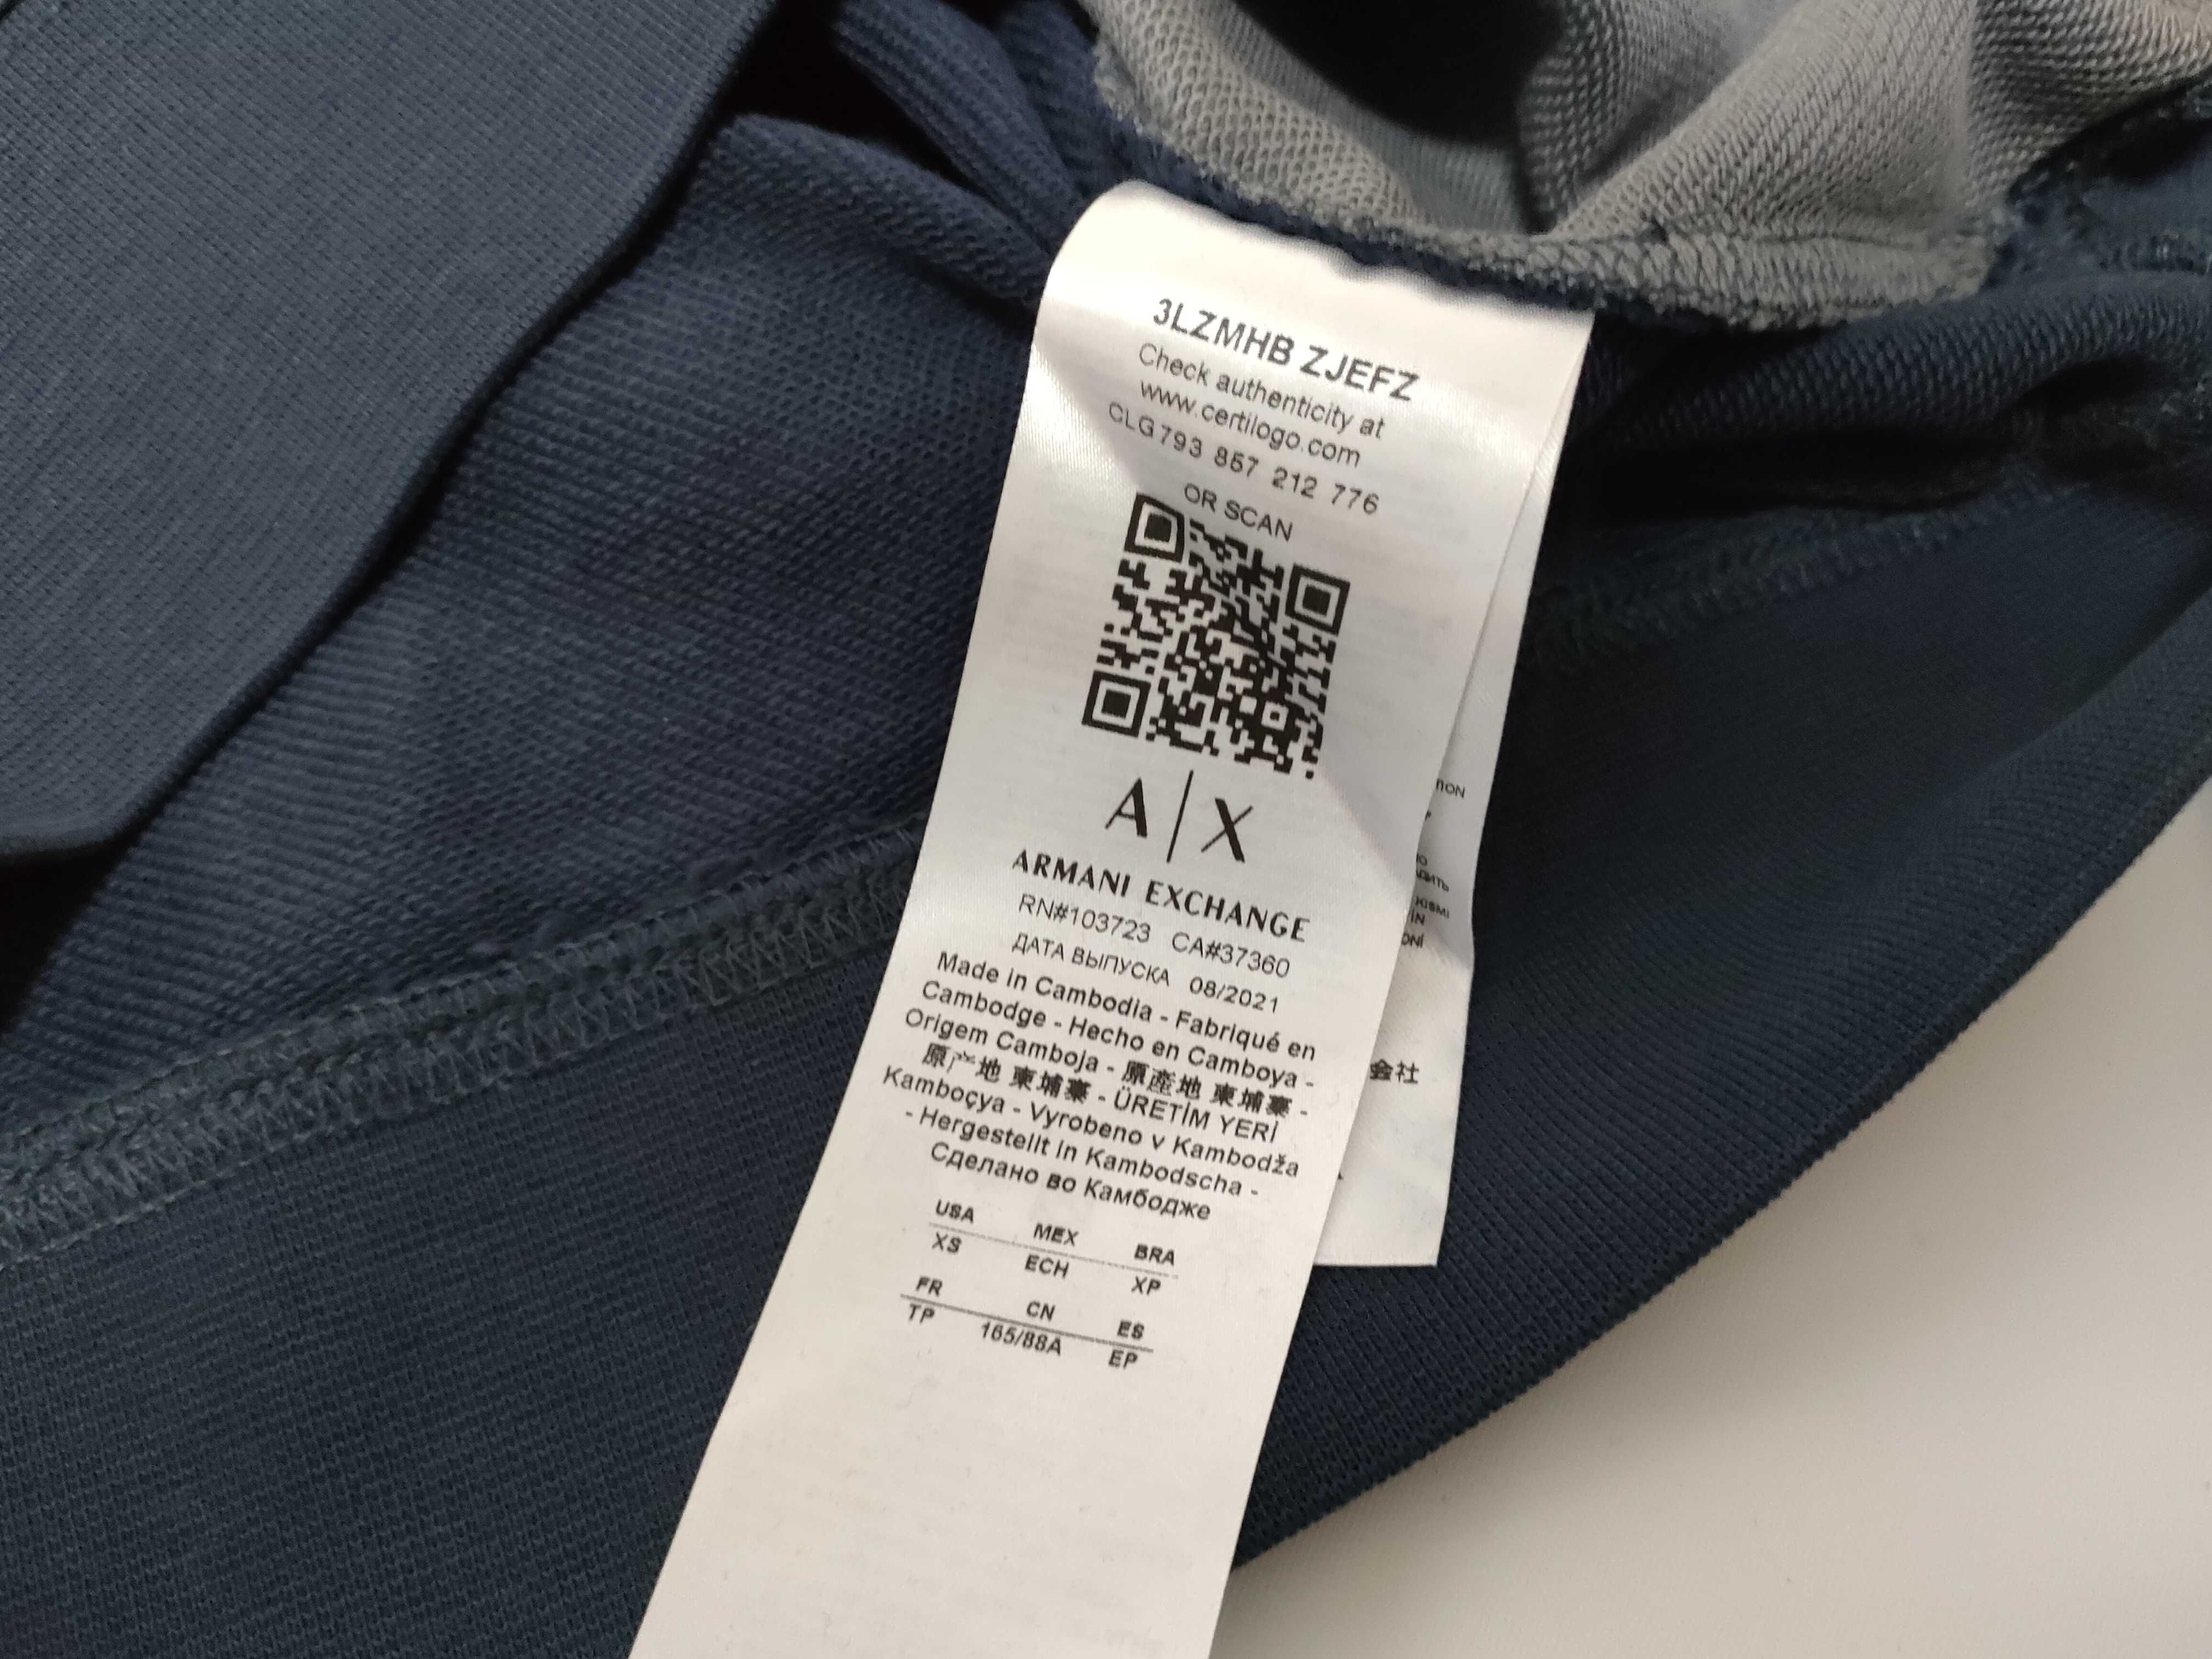 3LZMHB ZJEFZ
Check authenticity at
www.certilogo.com
CLG793 857 212 776
OR SCAN
A|X
ARMANI EXCHANGE
RN#103723 CA#37360
ДАТА ВЫПУСКА 08/2021
Made in Cambodia - Fabriqué en
Cambodge - Hecho en Camboya -
Origem Camboja - 原産地 柬埔寨 -
原产地 柬埔寨 - ÜRETİM YERİ
Kamboçya - Vyrobeno v Kambodža
- Hergestellt in Kambodscha -
Сделано во Камбодже
USA MEX BRA
XS ECH XP
FR CN ES
TP 165/88A EP
会社